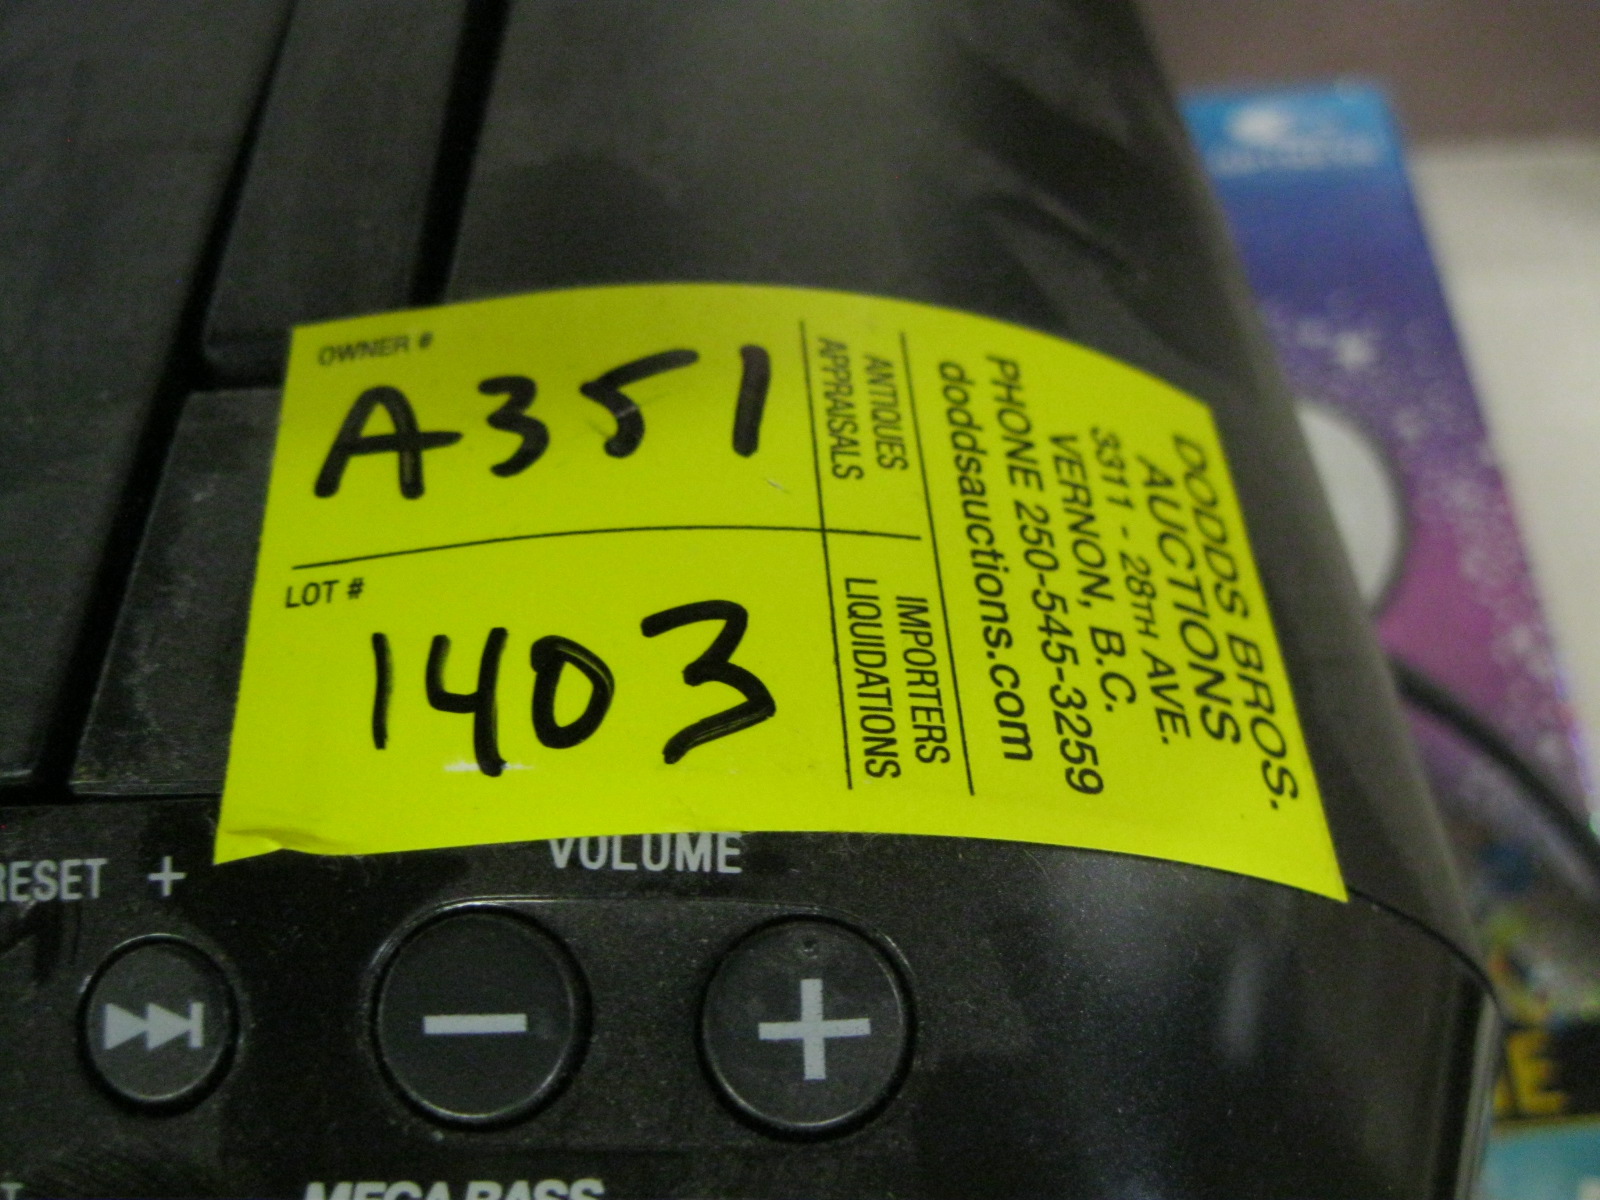 OWNER #
A351
LOT #
1403
ANTIQUES
APPRAISALS
IMPORTERS
LIQUIDATIONS
DODDS BROS.
AUCTIONS
3311 - 28TH AVE.
VERNON, B.C.
PHONE 250-545-3259
doddsauctions.com
RESET +
VOLUME
MEGA BASS